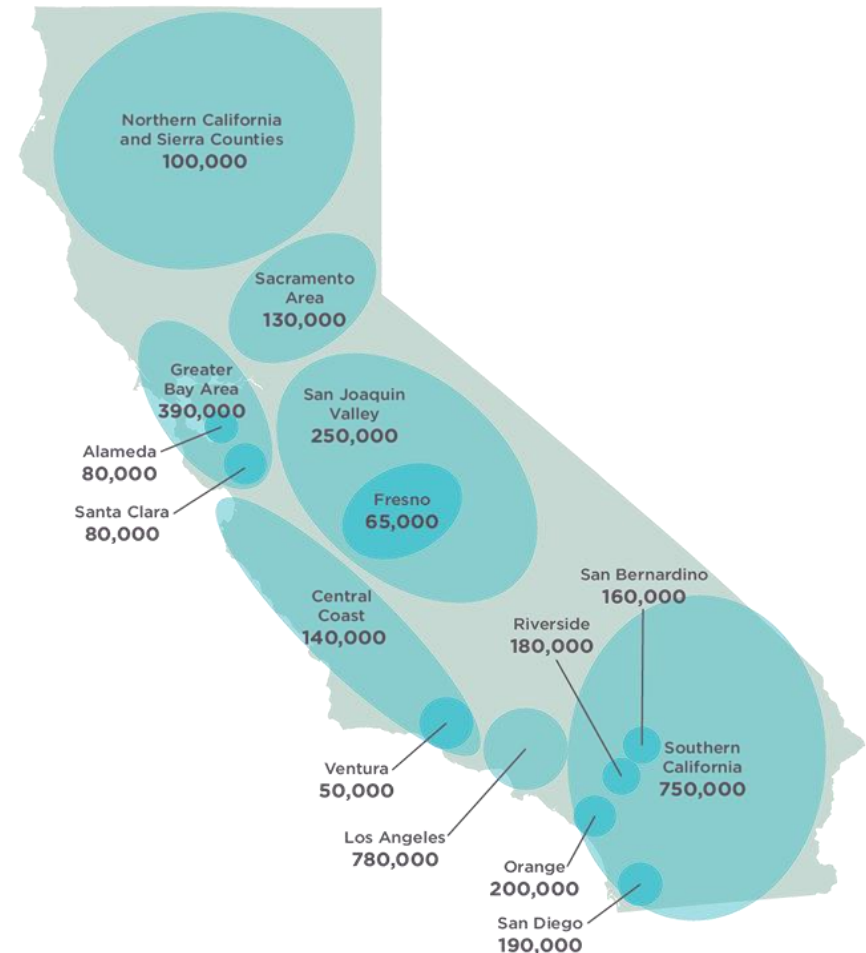 Northern California
and Sierra Counties
100,000
Sacramento
Area
130,000
Greater
Bay Area
390,000
San Joaquin
Valley
250,000
Alameda
80,000
Fresno
65,000
Santa Clara
80,000
Central
Coast
140,000
San Bernardino
160,000
Riverside
180,000
Southern
California
750,000
Ventura
50,000
Los Angeles
780,000
Orange
200,000
San Diego
190,000